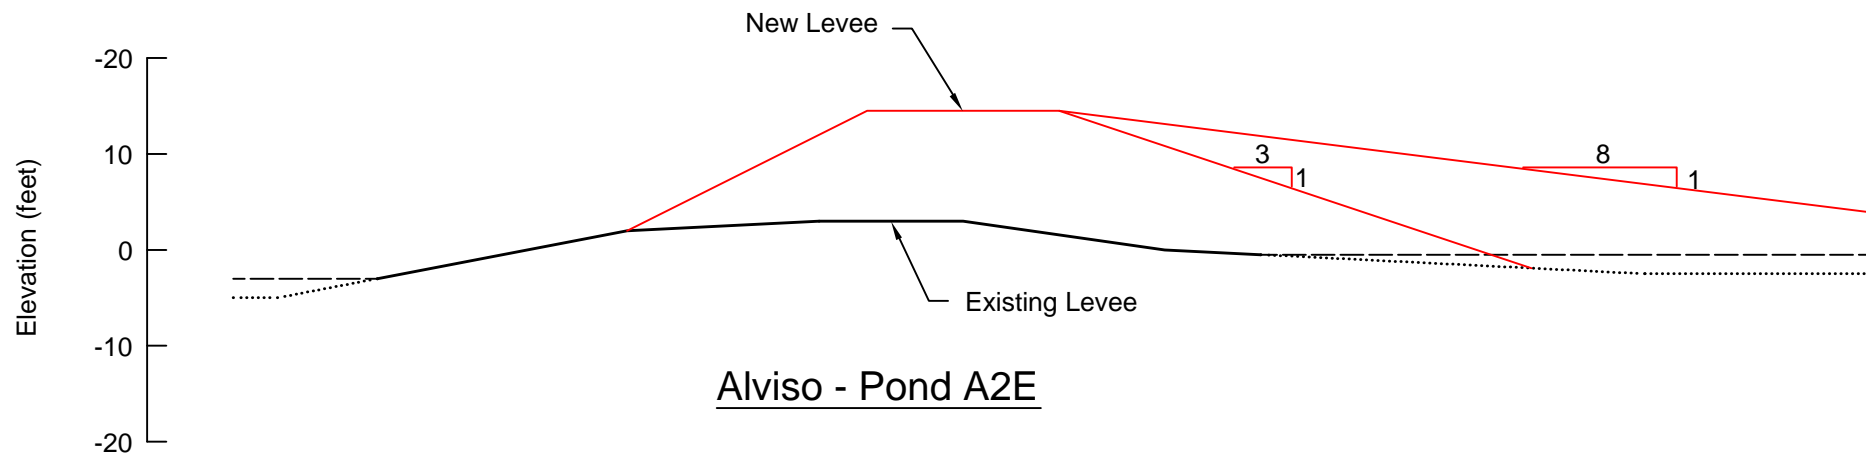 New Levee
-20
10
0
-10
-20
Elevation (feet)
3
1
8
1
Existing Levee
Alviso - Pond A2E